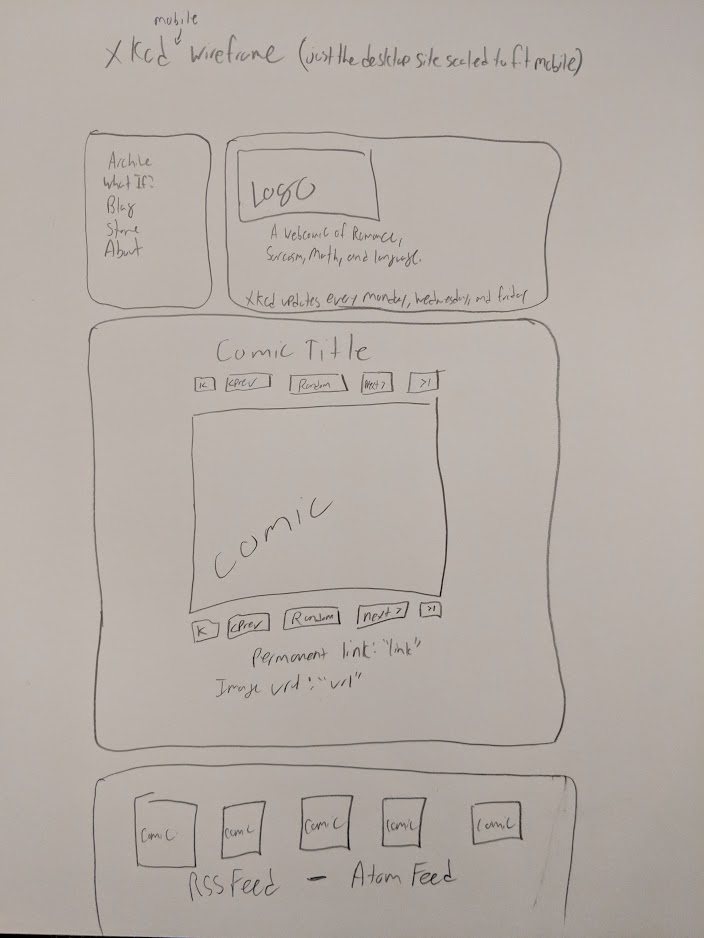 mobile
xkcd wireframe (just the desktop site scaled to fit mobile)
Archive
What If?
Blag
Store
About
Logo
A webcomic of Romance,
Sarcasm, Math, and language.
xkcd updates every monday, wednesday, and friday
Comic Title
K <Prev Random next> >|
Comic
K <Prev Random next> >|
Permanent link: "link"
Image url: "url"
Comic Comic Comic Comic Comic
RSS Feed - Atom Feed